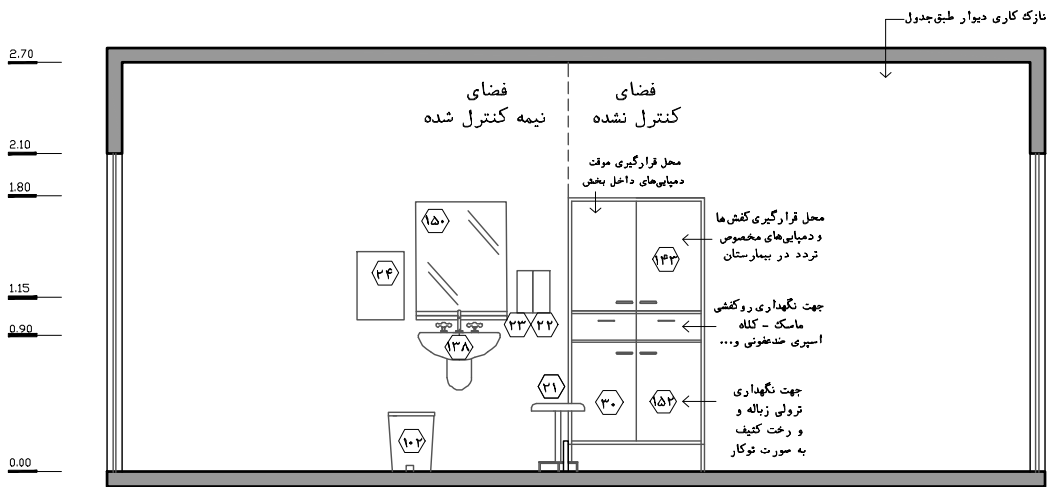 نازک کاری دیوار طبق‌جدول
2.70
2.10
1.80
1.15
0.90
0.00
فضای
کنترل نشده
فضای
نیمه کنترل شده
محل قرارگیری موقت
دمپایی‌های داخل بخش
محل قرارگیری کفش‌ها
و دمپایی‌های مخصوص
تردد در بیمارستان
جهت نگهداری روکفشی
ماسک - کلاه
اسپری ضدعفونی و...
جهت نگهداری
ترولی زباله و
و رخت کثیف
به صورت توکار
۱۵۰
۲۴
۱۴۳
۲۳
۲۲
۱۳۸
۲۱
۳۰
۱۵۲
۱۰۲